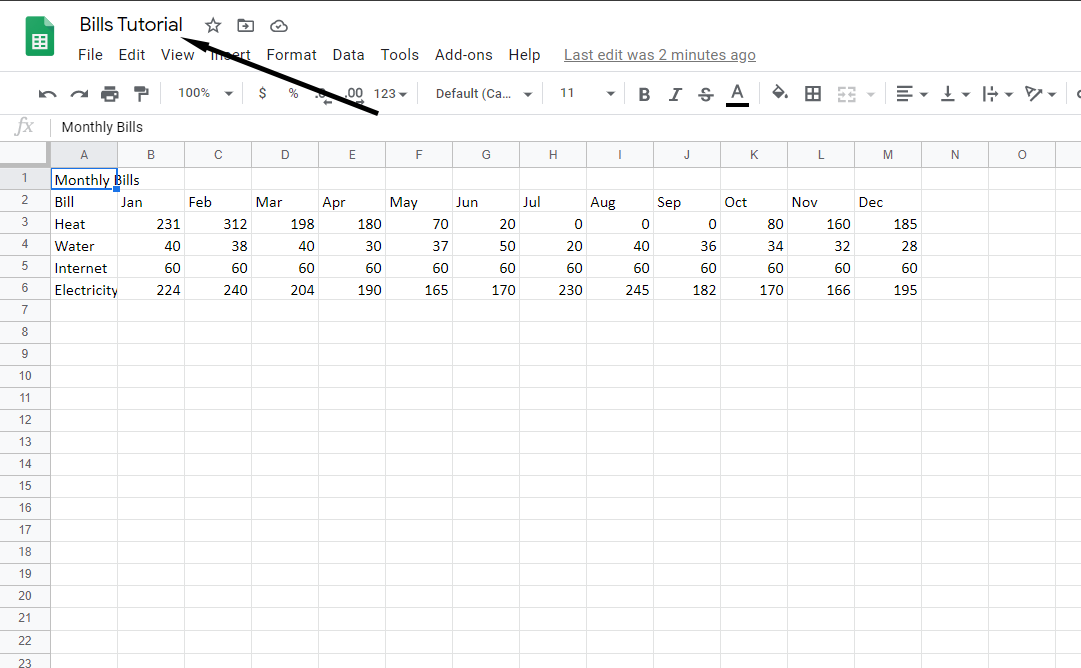 Bills Tutorial
File Edit View Insert Format Data Tools Add-ons Help Last edit was 2 minutes ago
100% $ % .0 .00 123 Default (Ca... 11 B I S A
fx Monthly Bills
A B C D E F G H I J K L M N O
1 Monthly Bills
2 Bill Jan Feb Mar Apr May Jun Jul Aug Sep Oct Nov Dec
3 Heat 231 312 198 180 70 20 0 0 0 80 160 185
4 Water 40 38 40 30 37 50 20 40 36 34 32 28
5 Internet 60 60 60 60 60 60 60 60 60 60 60 60
6 Electricity 224 240 204 190 165 170 230 245 182 170 166 195
7
8
9
10
11
12
13
14
15
16
17
18
19
20
21
22
23